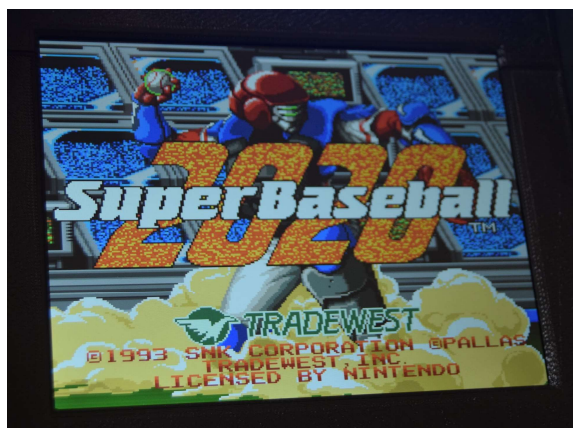 2020
Super Baseball
TM
TRADEWEST
©1993 SNK CORPORATION ©PALLAS
TRADEWEST, INC.
LICENSED BY NINTENDO